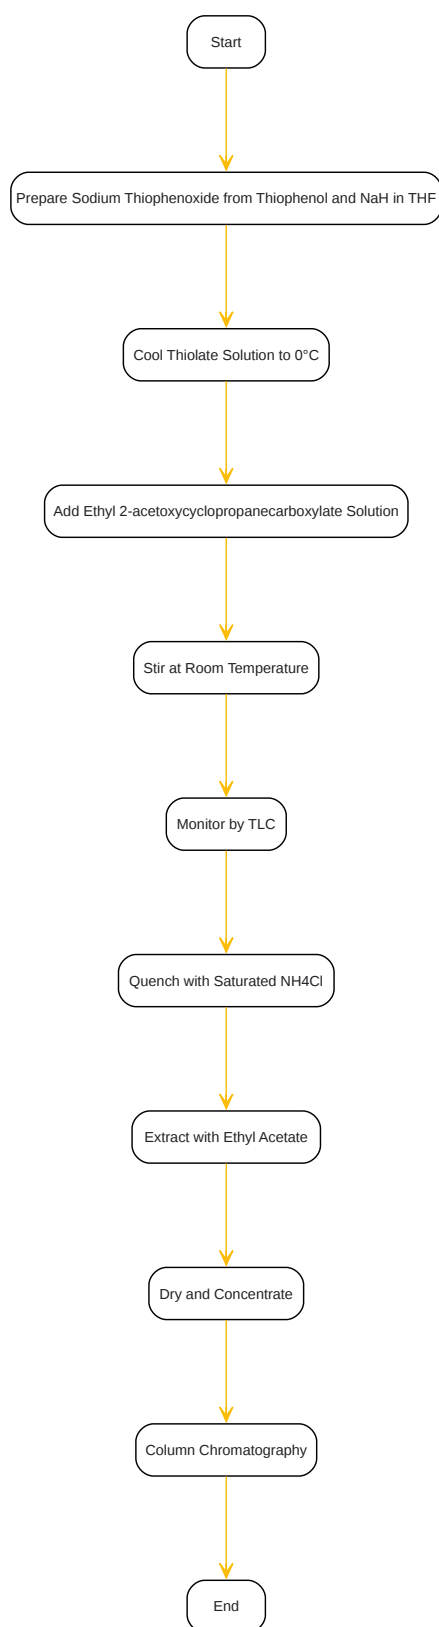 Start
Prepare Sodium Thiophenoxide from Thiophenol and NaH in THF
Cool Thiolate Solution to 0°C
Add Ethyl 2-acetoxycyclopropanecarboxylate Solution
Stir at Room Temperature
Monitor by TLC
Quench with Saturated NH4Cl
Extract with Ethyl Acetate
Dry and Concentrate
Column Chromatography
End